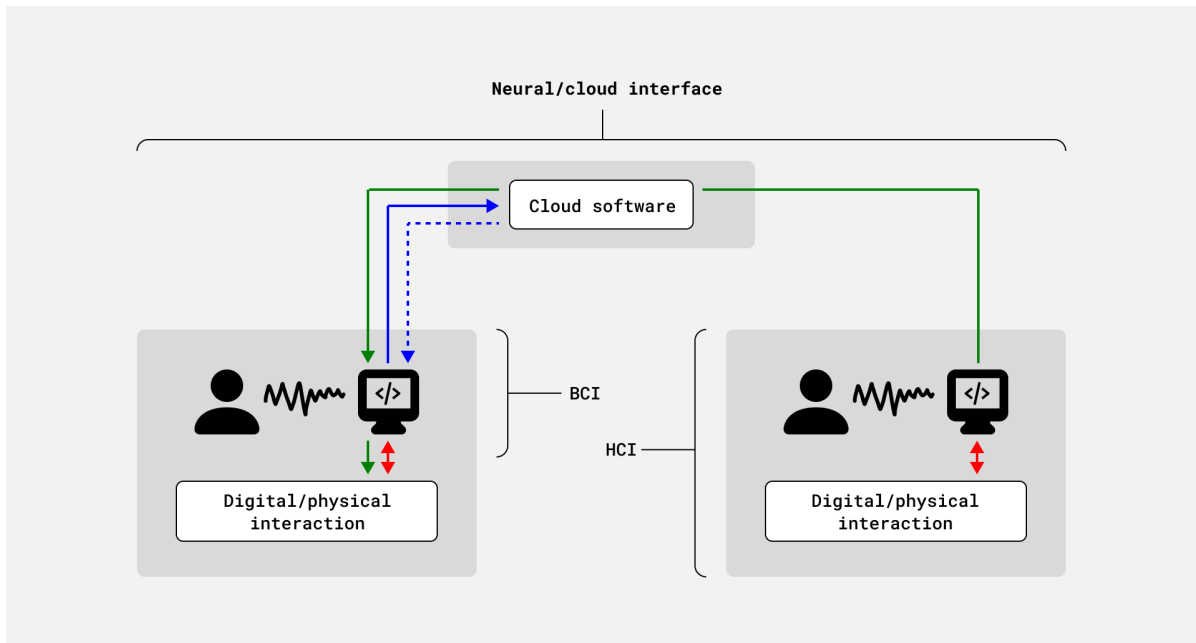 Neural/cloud interface
Cloud software
</>
</>
BCI
HCI
Digital/physical
interaction
Digital/physical
interaction